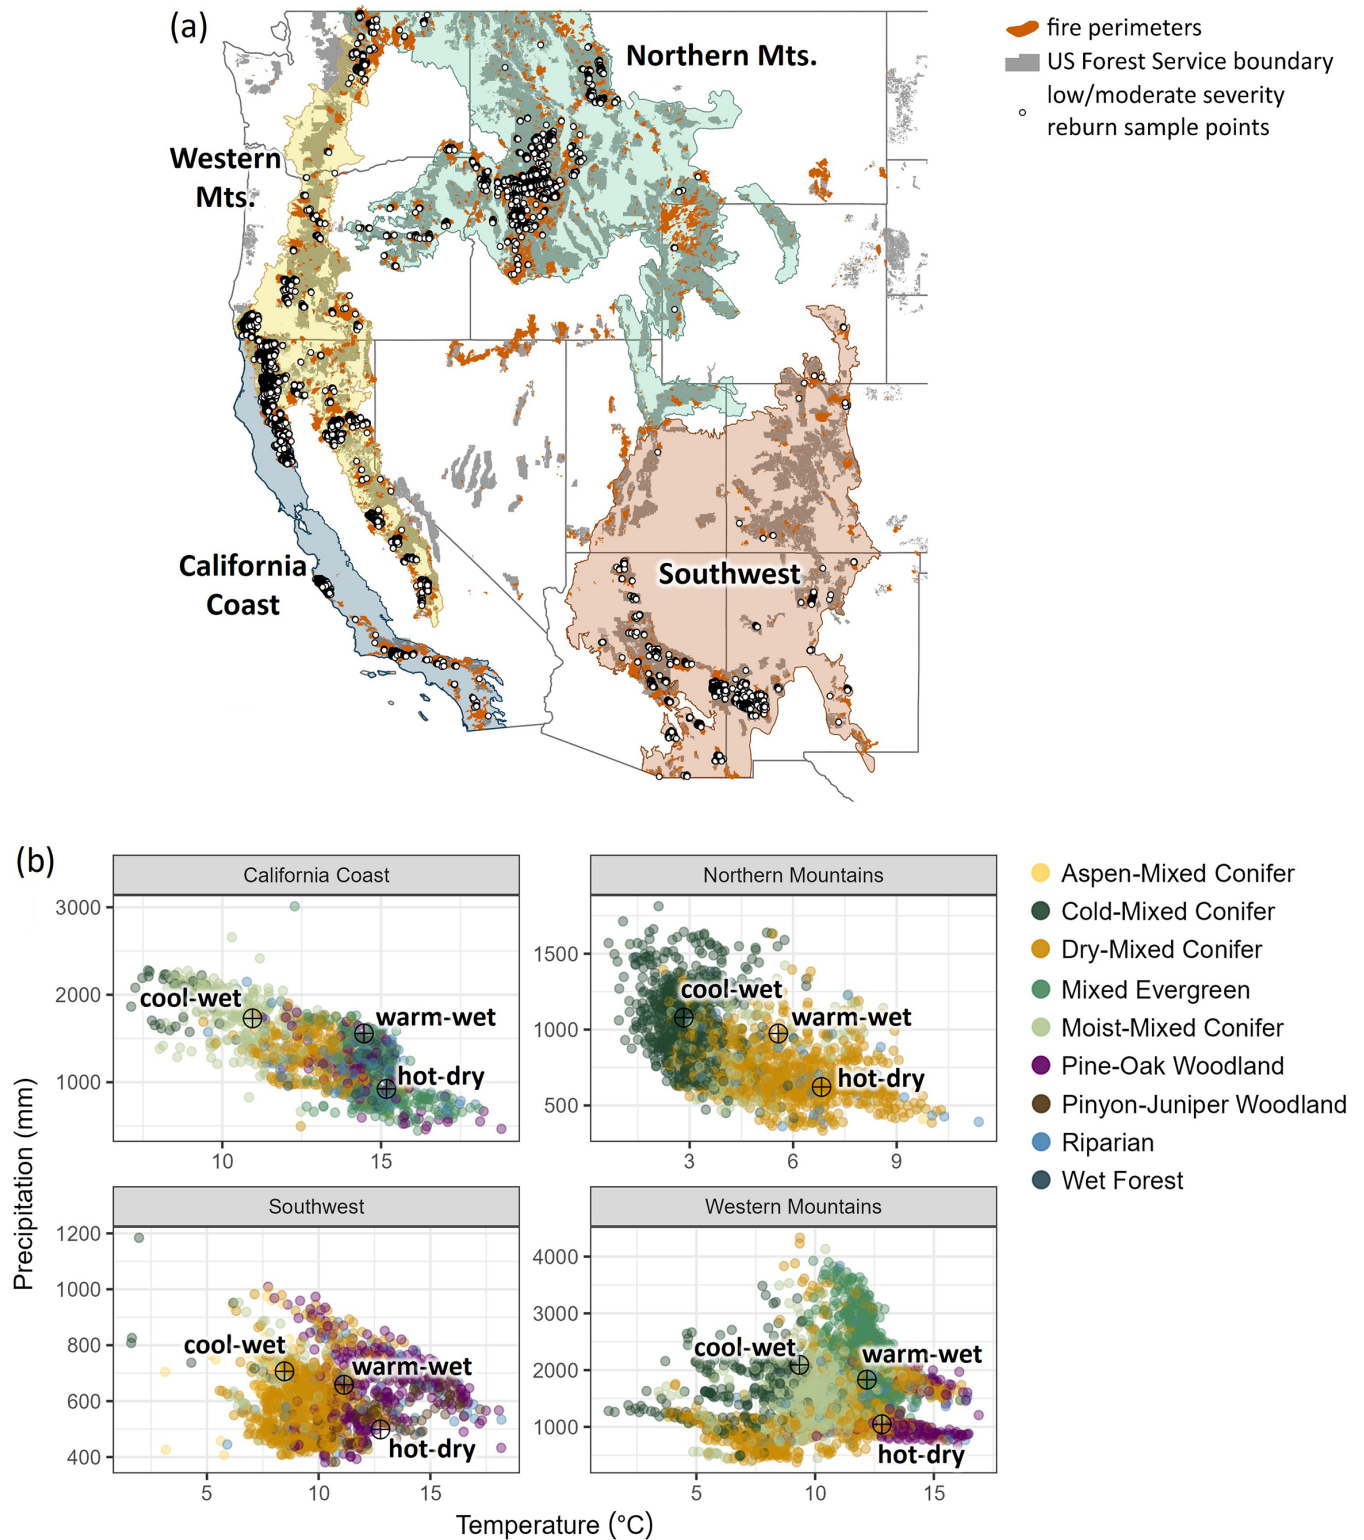 (a)
fire perimeters
US Forest Service boundary
low/moderate severity
reburn sample points
Northern Mts.
Western
Mts.
California
Coast
Southwest
(b)
California Coast
Northern Mountains
Southwest
Western Mountains
Precipitation (mm)
Temperature (°C)
3000
2000
1000
10
15
cool-wet
warm-wet
hot-dry
1500
1000
500
3
6
9
cool-wet
warm-wet
hot-dry
1200
1000
800
600
400
5
10
15
cool-wet
warm-wet
hot-dry
4000
3000
2000
1000
5
10
15
cool-wet
warm-wet
hot-dry
Aspen-Mixed Conifer
Cold-Mixed Conifer
Dry-Mixed Conifer
Mixed Evergreen
Moist-Mixed Conifer
Pine-Oak Woodland
Pinyon-Juniper Woodland
Riparian
Wet Forest